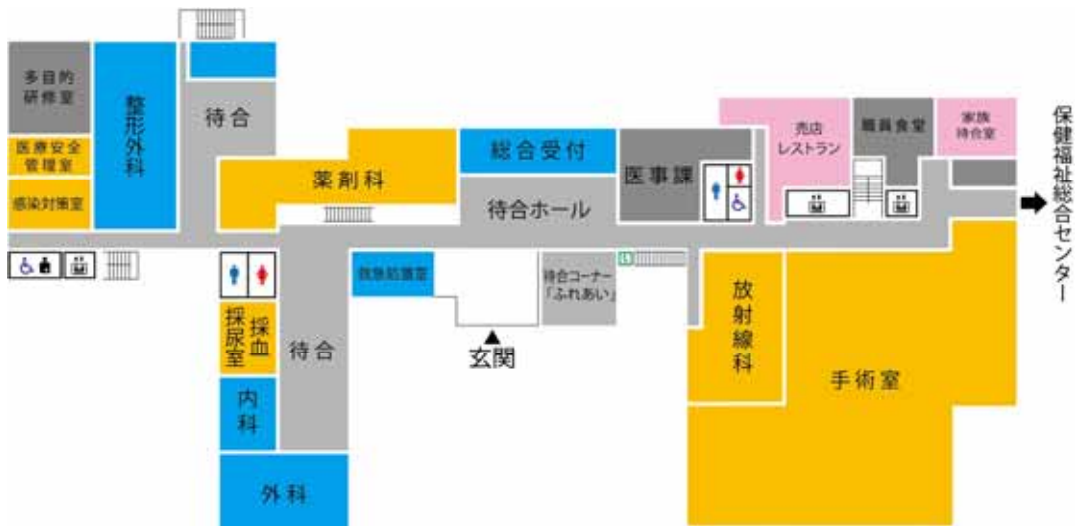 多目的
研修室
医療安全
管理室
感染対策室
整形外科
待合
薬剤科
総合受付
待合ホール
医事課
売店
レストラン
職員食堂
家族
待合室
保健福祉総合センター
救急処置室
待合コーナー
「ふれあい」
玄関
採血
採尿室
待合
内科
外科
放射線科
手術室